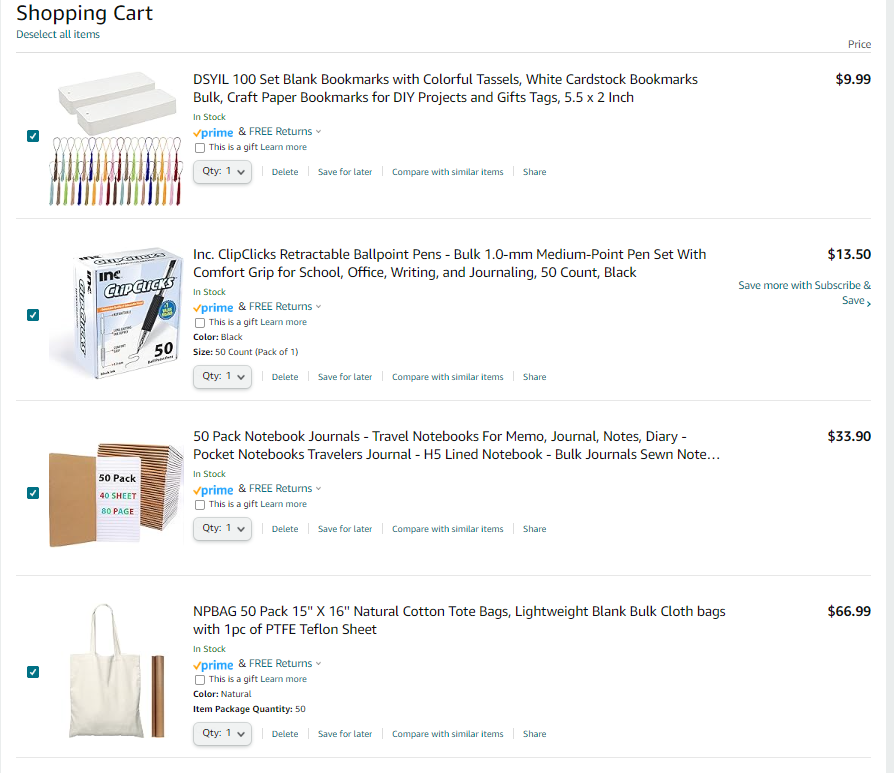 Shopping Cart
Deselect all items
Price
DSYIL 100 Set Blank Bookmarks with Colorful Tassels, White Cardstock Bookmarks
Bulk, Craft Paper Bookmarks for DIY Projects and Gifts Tags, 5.5 x 2 Inch
$9.99
In Stock
prime & FREE Returns
This is a gift Learn more
Qty: 1
Delete
Save for later
Compare with similar items
Share
INC
CLIPCLICKS
50
Inc. ClipClicks Retractable Ballpoint Pens - Bulk 1.0-mm Medium-Point Pen Set With
Comfort Grip for School, Office, Writing, and Journaling, 50 Count, Black
$13.50
Save more with Subscribe &
Save
In Stock
prime & FREE Returns
This is a gift Learn more
Color: Black
Size: 50 Count (Pack of 1)
Qty: 1
Delete
Save for later
Compare with similar items
Share
50 Pack
40 SHEET
80 PAGE
50 Pack Notebook Journals - Travel Notebooks For Memo, Journal, Notes, Diary -
Pocket Notebooks Travelers Journal - H5 Lined Notebook - Bulk Journals Sewn Note…
$33.90
In Stock
prime & FREE Returns
This is a gift Learn more
Qty: 1
Delete
Save for later
Compare with similar items
Share
NPBAG 50 Pack 15" X 16" Natural Cotton Tote Bags, Lightweight Blank Bulk Cloth bags
with 1pc of PTFE Teflon Sheet
$66.99
In Stock
prime & FREE Returns
This is a gift Learn more
Color: Natural
Item Package Quantity: 50
Qty: 1
Delete
Save for later
Compare with similar items
Share